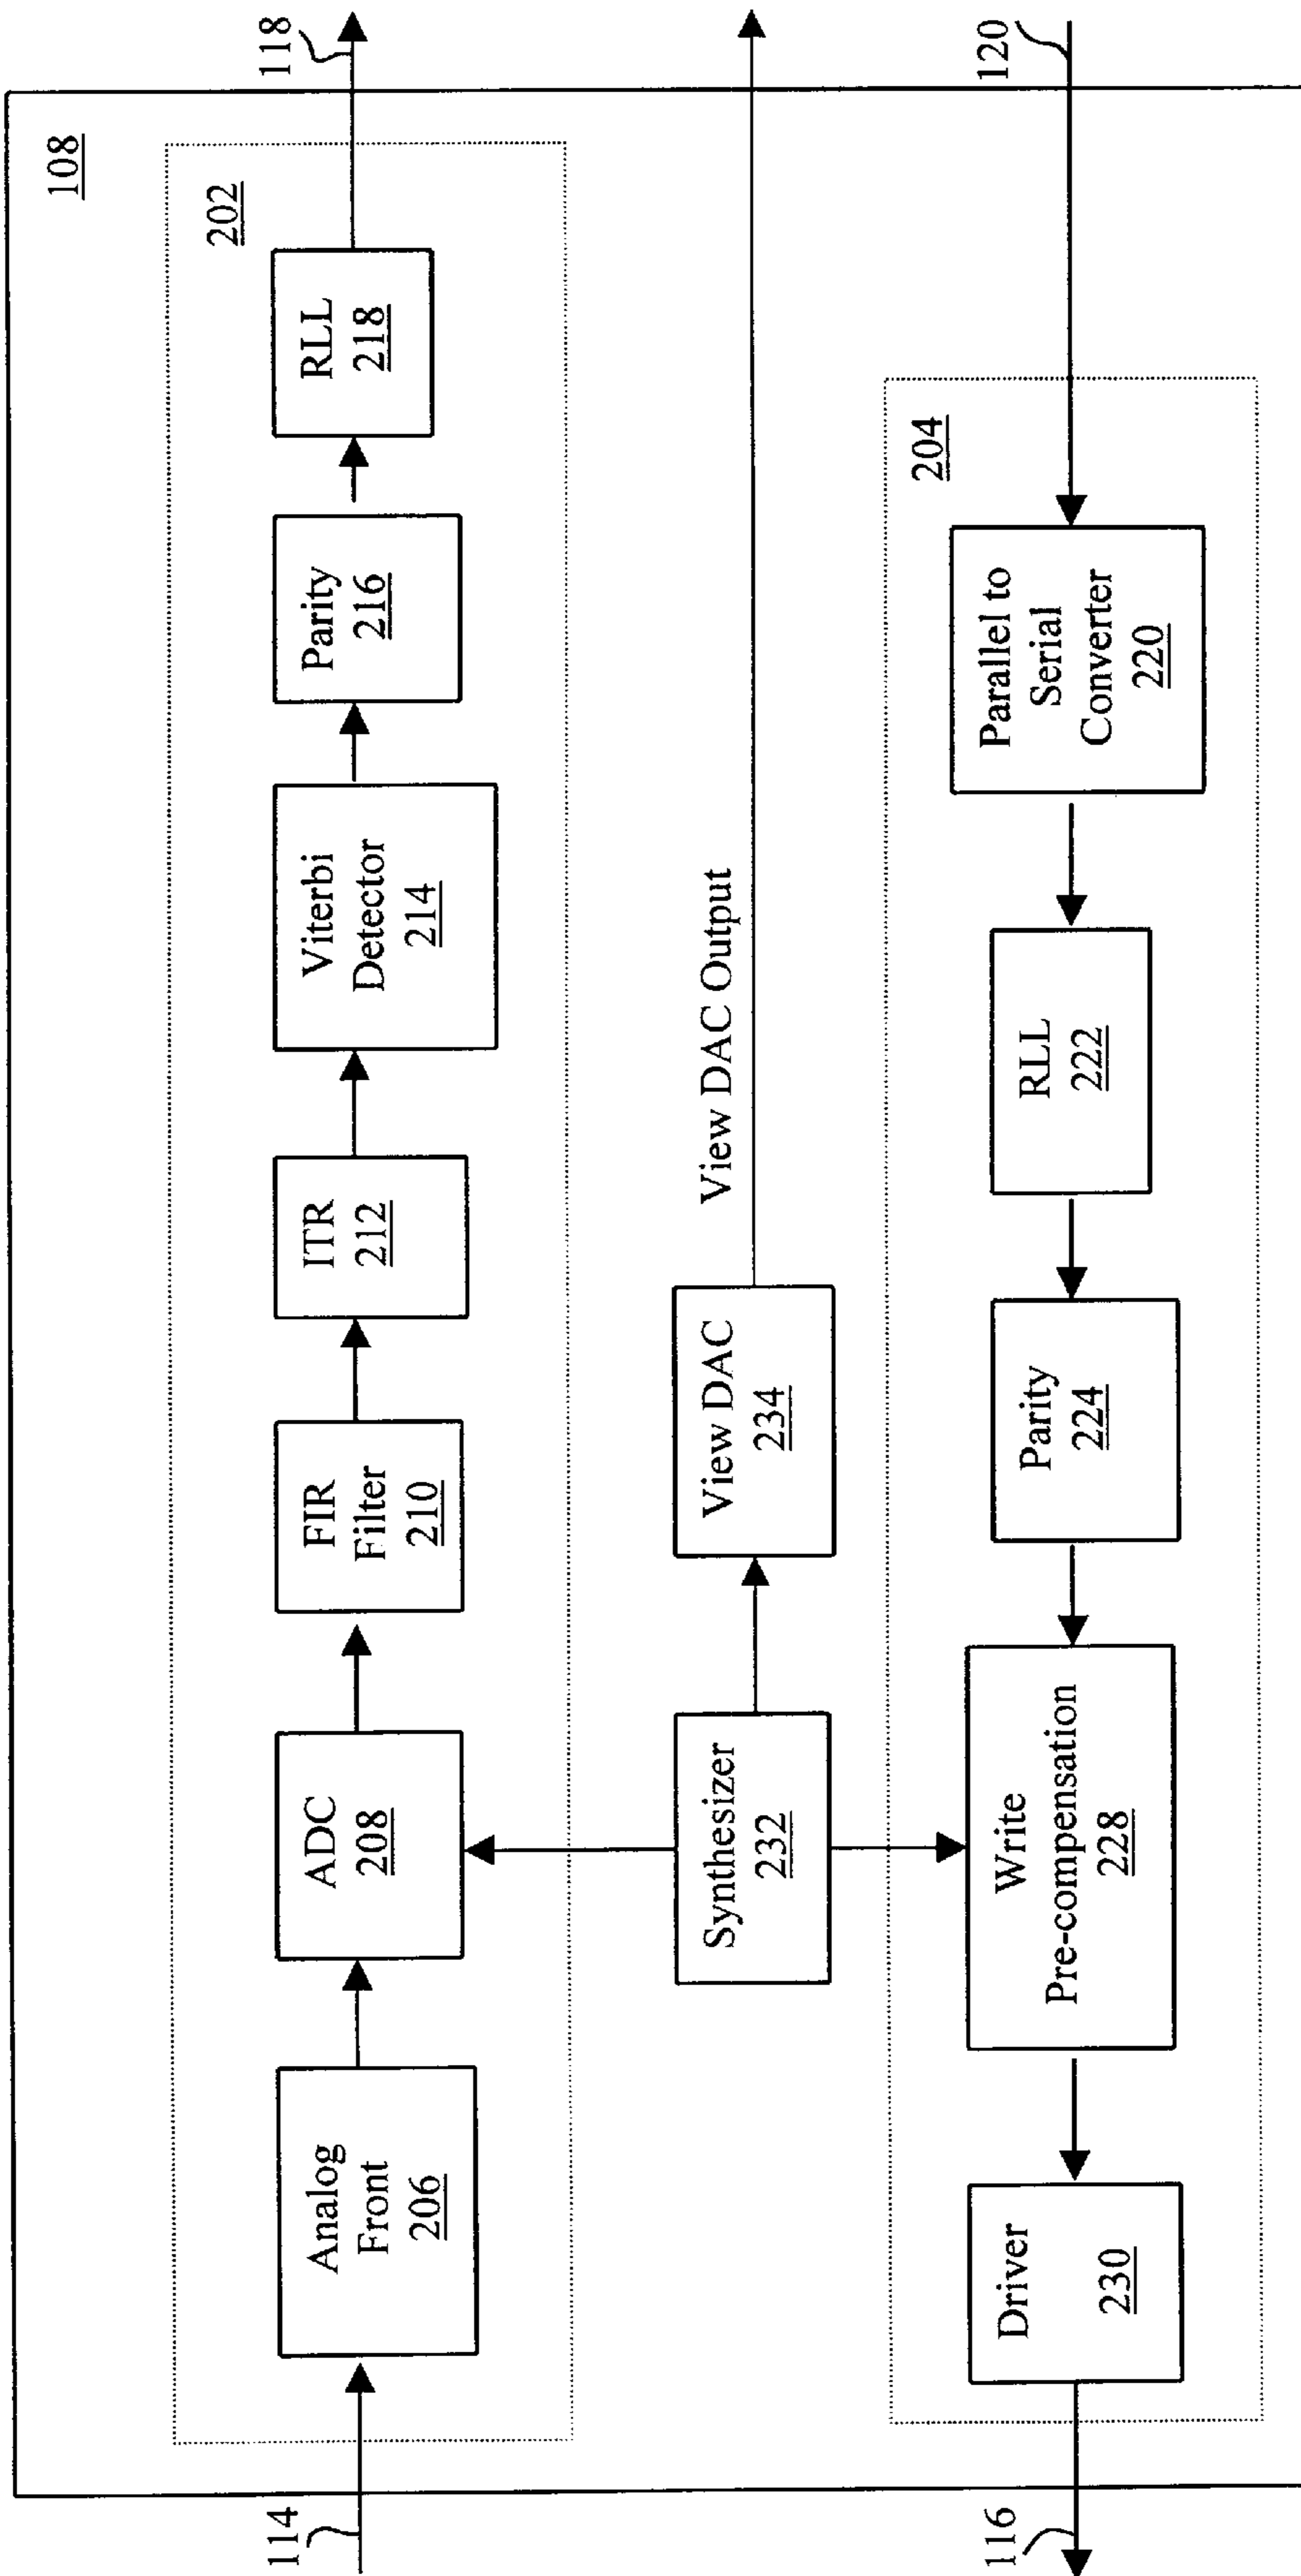 108
202
114
Analog
Front
206
ADC
208
FIR
Filter
210
ITR
212
Viterbi
Detector
214
Parity
216
RLL
218
118
Synthesizer
232
View DAC
234
View DAC Output
204
116
Driver
230
Write
Pre-compensation
228
Parity
224
RLL
222
Parallel to
Serial
Converter
220
120